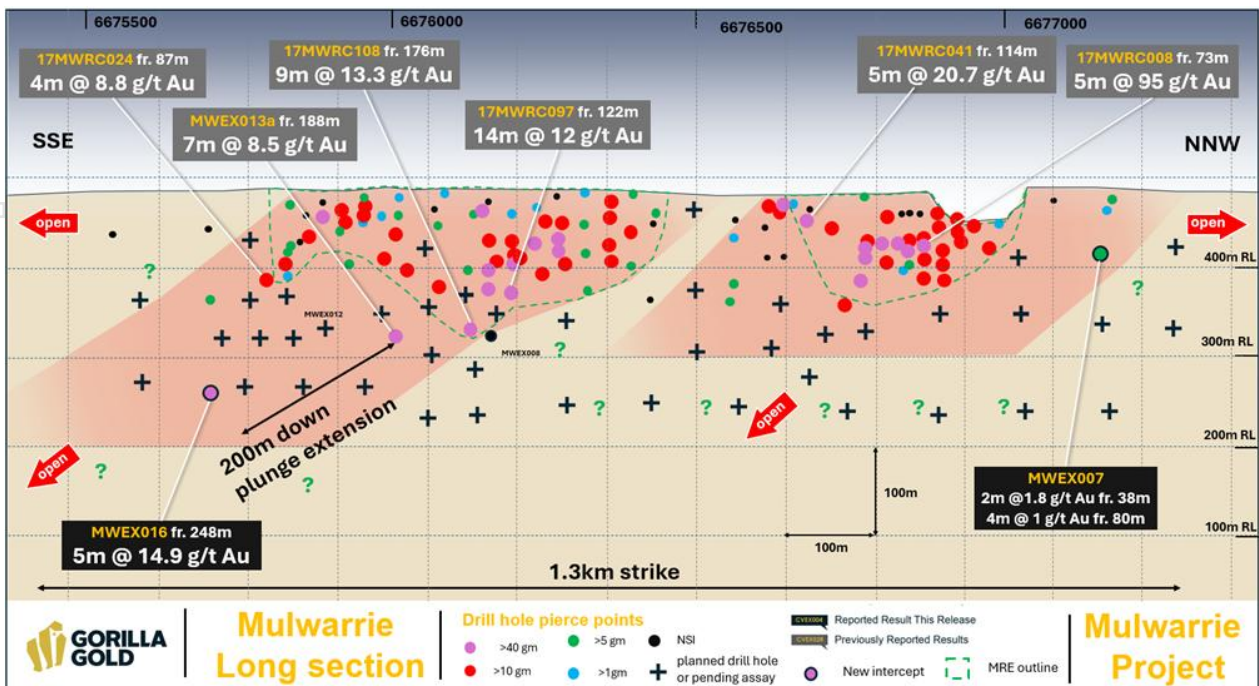 6675500
6676000
6676500
6677000
17MWRC024 fr. 87m
4m @ 8.8 g/t Au
17MWRC108 fr. 176m
9m @ 13.3 g/t Au
MWEX013a fr. 188m
7m @ 8.5 g/t Au
17MWRC097 fr. 122m
14m @ 12 g/t Au
17MWRC041 fr. 114m
5m @ 20.7 g/t Au
17MWRC008 fr. 73m
5m @ 95 g/t Au
SSE
NNW
open
open
?
?
400m RL
MWEX012
MWEX008
?
300m RL
?
?
?
?
?
open
200m down
plunge extension
200m RL
open
?
?
100m
100m
MWEX007
2m @1.8 g/t Au fr. 38m
4m @ 1 g/t Au fr. 80m
MWEX016 fr. 248m
5m @ 14.9 g/t Au
100m RL
1.3km strike
GORILLA
GOLD
Mulwarrie
Long section
Drill hole pierce points
>40 gm
>5 gm
NSI
>10 gm
>1gm
planned drill hole
or pending assay
CVEX004
Reported Result This Release
CVEX028
Previously Reported Results
New intercept
MRE outline
Mulwarrie
Project